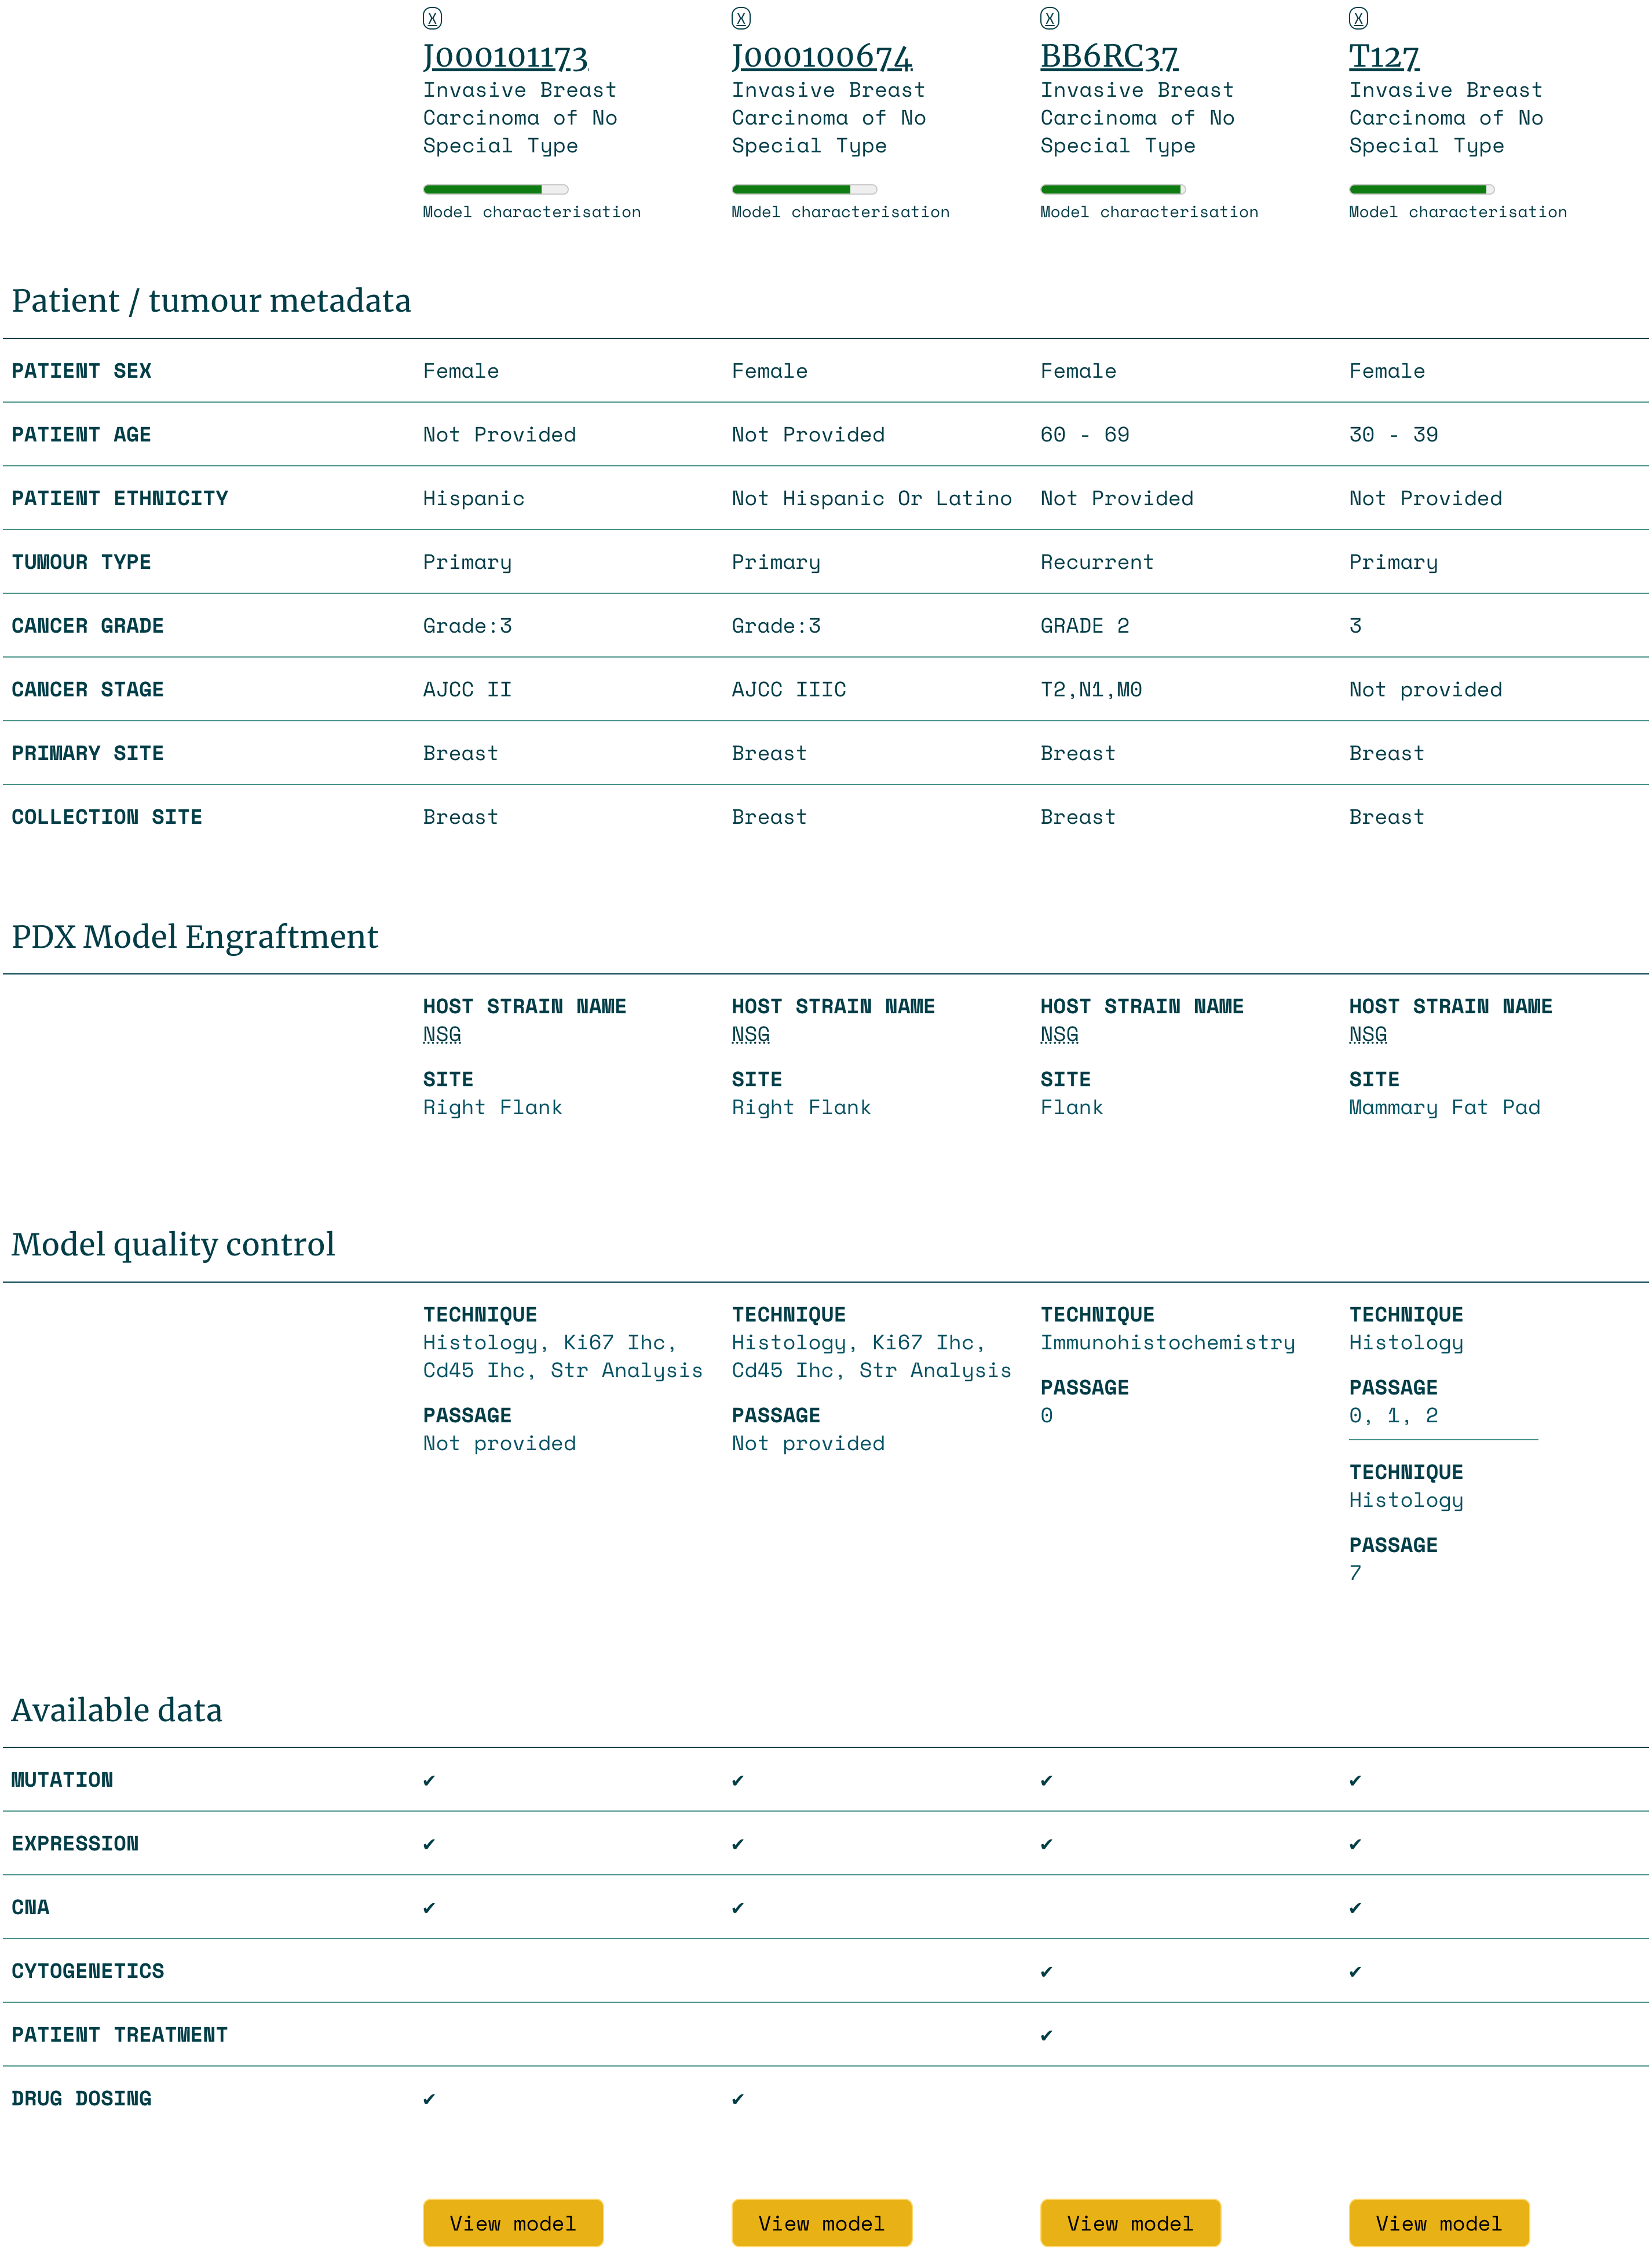 X X X X
J000101173 J000100674 BB6RC37 T127
Invasive Breast Invasive Breast Invasive Breast Invasive Breast
Carcinoma of No Carcinoma of No Carcinoma of No Carcinoma of No
Special Type Special Type Special Type Special Type
Model characterisation Model characterisation Model characterisation Model characterisation
Patient / tumour metadata
PATIENT SEX Female Female Female Female
PATIENT AGE Not Provided Not Provided 60 - 69 30 - 39
PATIENT ETHNICITY Hispanic Not Hispanic Or Latino Not Provided Not Provided
TUMOUR TYPE Primary Primary Recurrent Primary
CANCER GRADE Grade:3 Grade:3 GRADE 2 3
CANCER STAGE AJCC II AJCC IIIC T2,N1,M0 Not provided
PRIMARY SITE Breast Breast Breast Breast
COLLECTION SITE Breast Breast Breast Breast
PDX Model Engraftment
HOST STRAIN NAME HOST STRAIN NAME HOST STRAIN NAME HOST STRAIN NAME
NSG NSG NSG NSG
SITE SITE SITE SITE
Right Flank Right Flank Flank Mammary Fat Pad
Model quality control
TECHNIQUE TECHNIQUE TECHNIQUE TECHNIQUE
Histology, Ki67 Ihc, Histology, Ki67 Ihc, Immunohistochemistry Histology
Cd45 Ihc, Str Analysis Cd45 Ihc, Str Analysis
PASSAGE PASSAGE
0 0, 1, 2
PASSAGE PASSAGE
Not provided Not provided
TECHNIQUE
Histology
PASSAGE
7
Available data
MUTATION ✔ ✔ ✔ ✔
EXPRESSION ✔ ✔ ✔ ✔
CNA ✔ ✔ ✔
CYTOGENETICS ✔ ✔
PATIENT TREATMENT ✔
DRUG DOSING ✔ ✔
View model View model View model View model